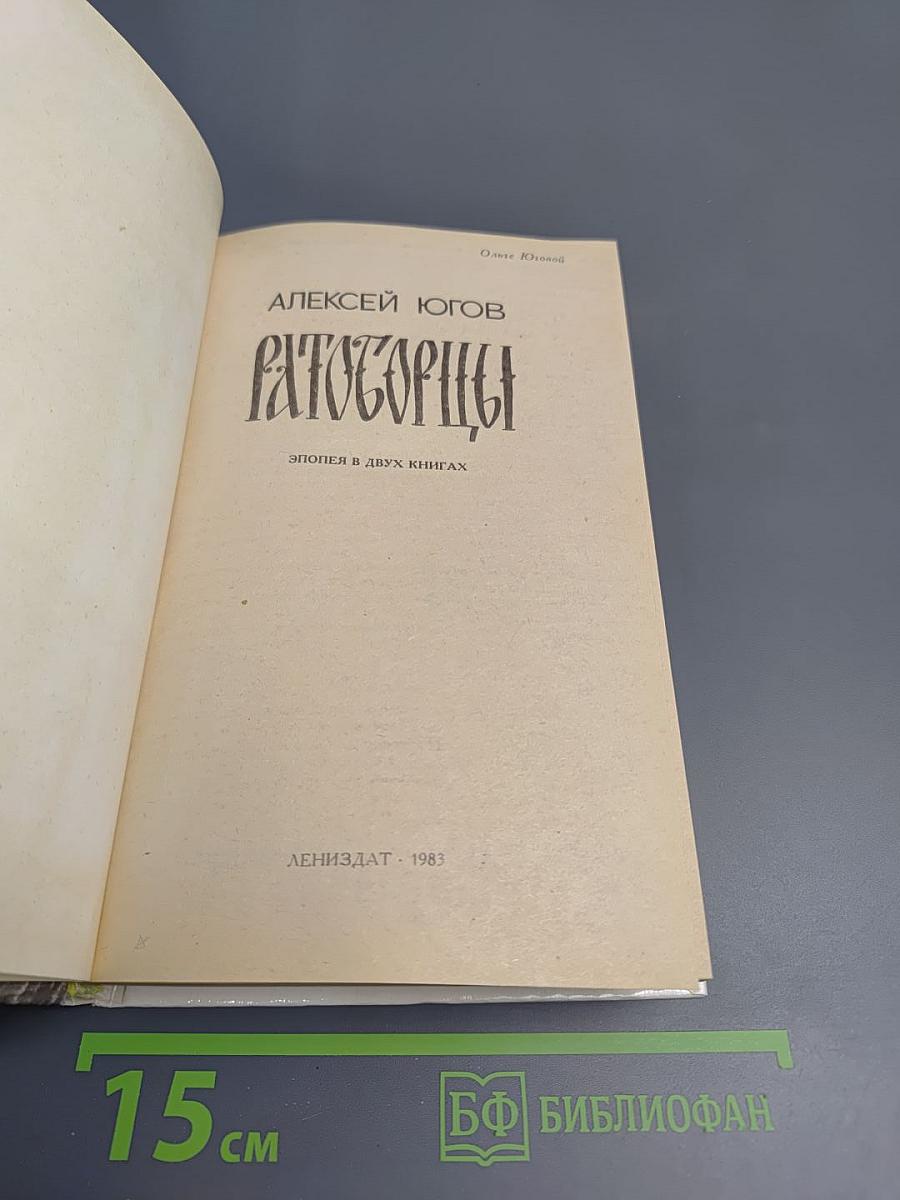 Ольге Юговой
АЛЕКСЕЙ ЮГОВ
РАТОБОРЦЫ
ЭПОПЕЯ В ДВУХ КНИГАХ
ЛЕНИЗДАТ · 1983
15 см
БФ БИБЛИОФАН